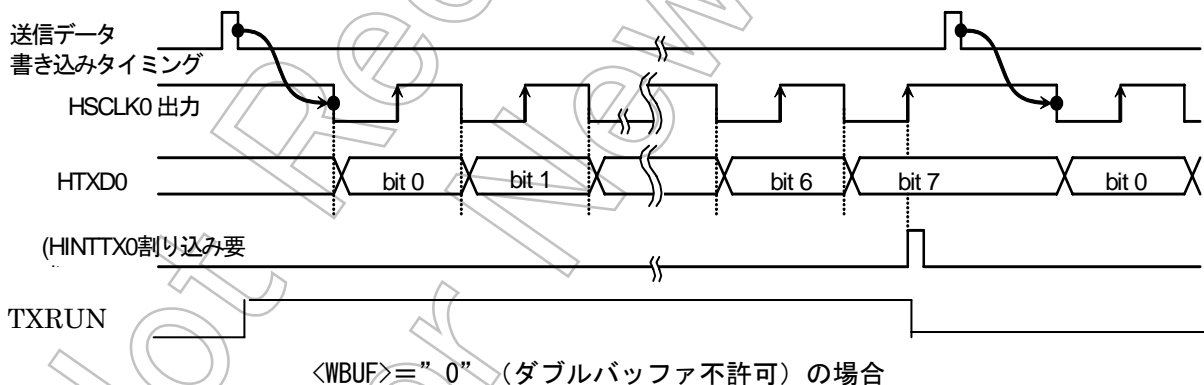 送信データ
書き込みタイミング
HSCLK0 出力
HTXD0
bit 0
bit 1
bit 6
bit 7
bit 0
(HINTTX0割り込み要
TXRUN
<WBUF>=”0” (ダブルバッファ不許可) の場合